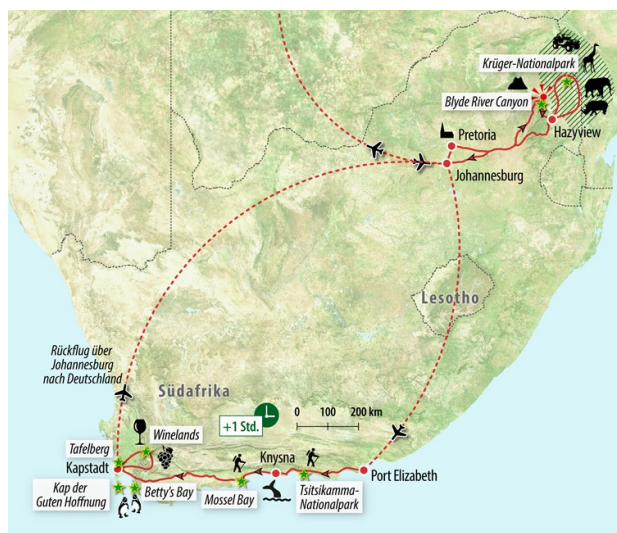 Krüger-Nationalpark
Blyde River Canyon
Hazyview
Pretoria
Johannesburg
Lesotho
Rückflug über
Johannesburg
nach Deutschland
Südafrika
+1 Std.
0 100 200 km
Winelands
Tafelberg
Kapstadt
Knysna
Port Elizabeth
Kap der
Guten Hoffnung
Betty's Bay
Mossel Bay
Tsitsikamma-
Nationalpark